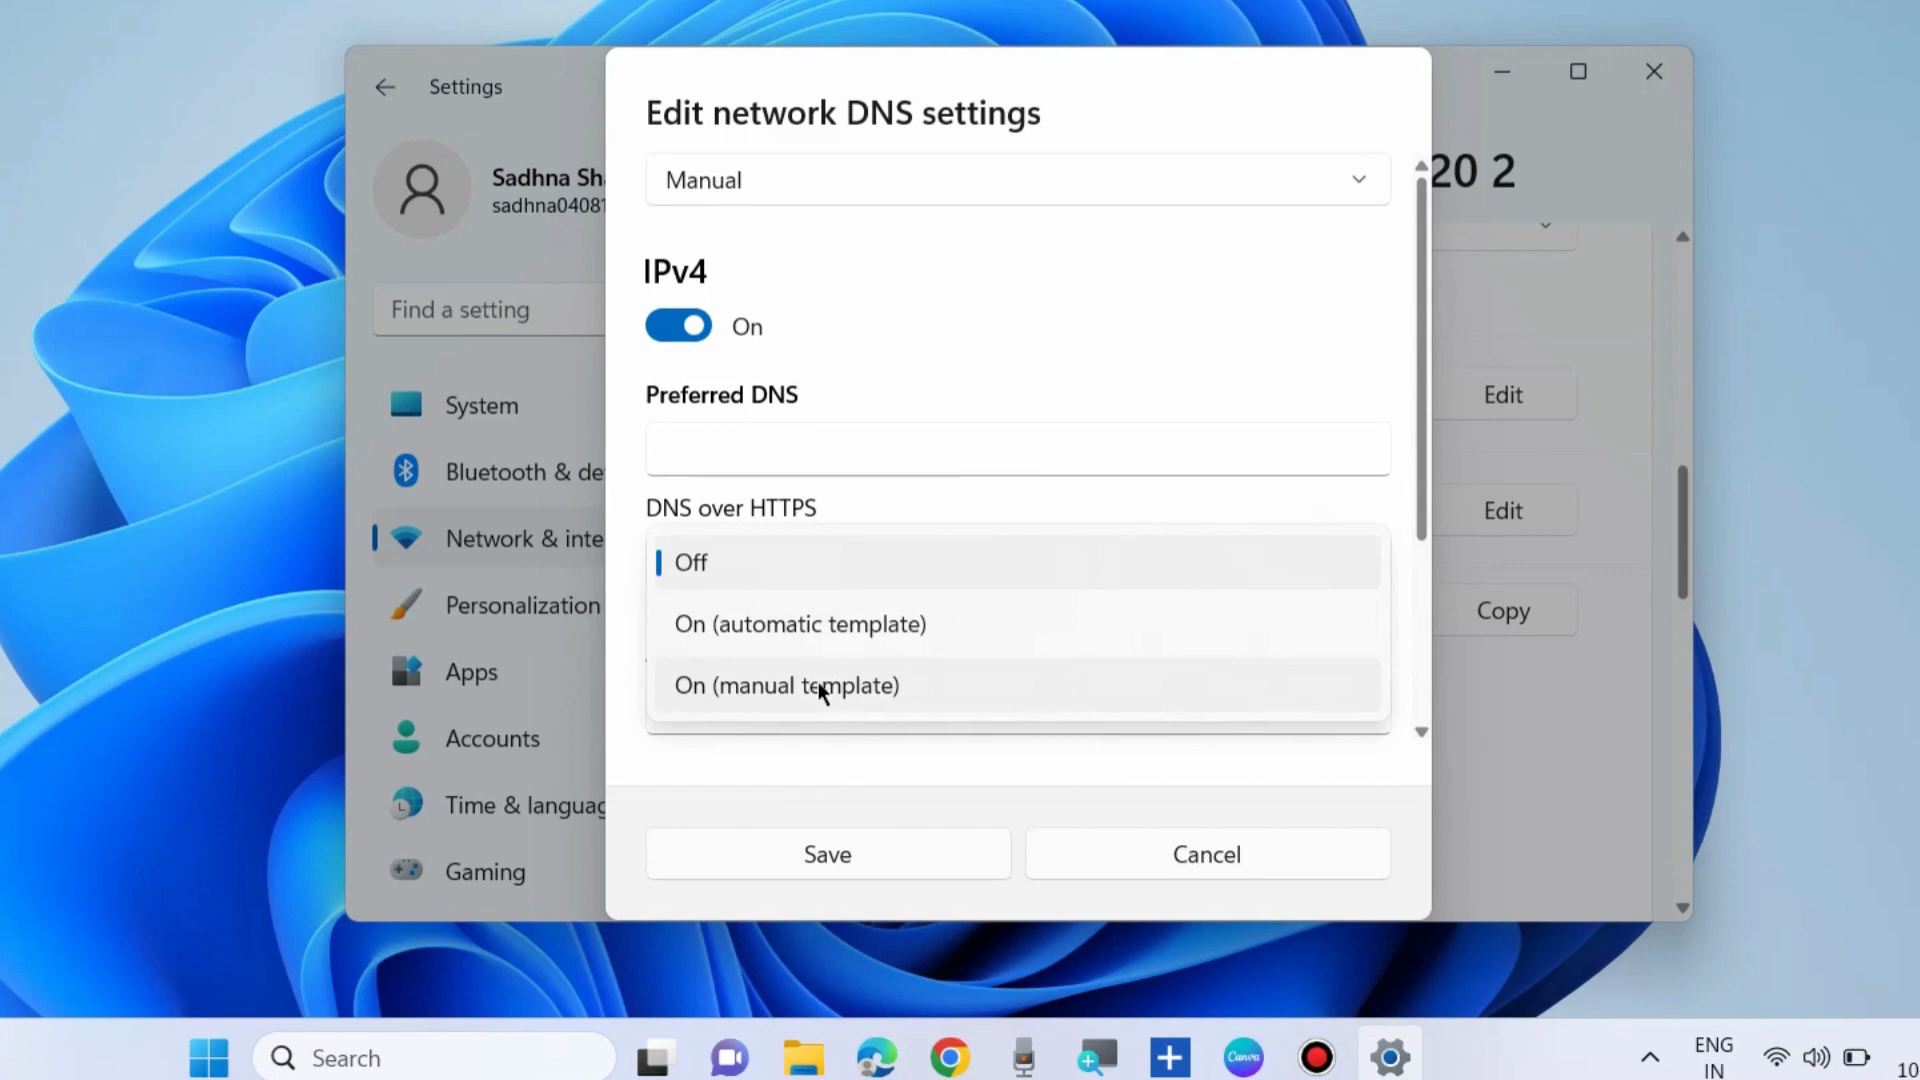 Settings
Sadhna Sh
sadhna0408
Find a setting
System
Bluetooth & de
Network & inte
Personalization
Apps
Accounts
Time & languag
Gaming
Edit network DNS settings
Manual
IPv4
On
Preferred DNS
DNS over HTTPS
Off
On (automatic template)
On (manual template)
Save
Cancel
20 2
Edit
Edit
Copy
Search
Canva
ENG
IN
10